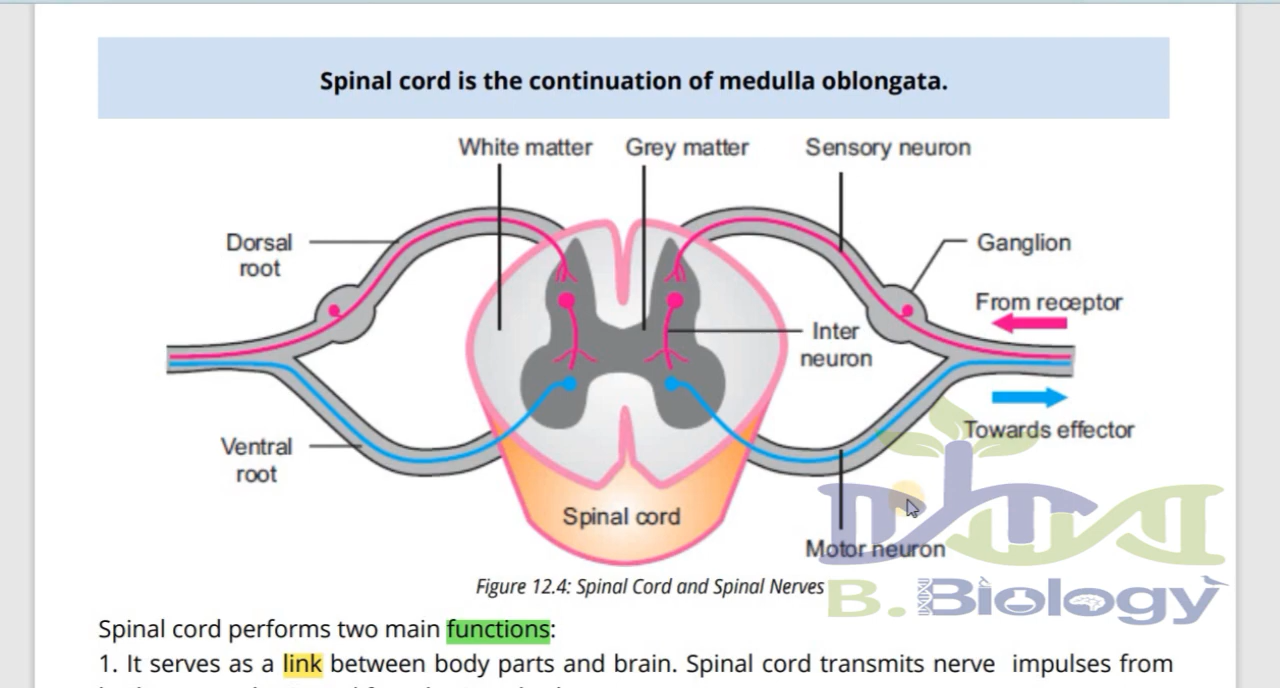 Spinal cord is the continuation of medulla oblongata.
White matter
Grey matter
Sensory neuron
Dorsal
root
Ganglion
From receptor
Inter
neuron
Towards effector
Ventral
root
Spinal cord
Motor neuron
Figure 12.4: Spinal Cord and Spinal Nerves
B. Biology
Spinal cord performs two main functions:
1. It serves as a link between body parts and brain. Spinal cord transmits nerve impulses from